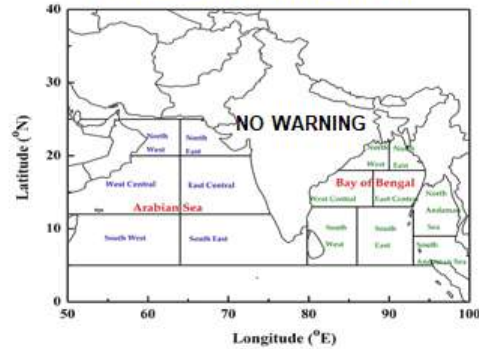 40
30
20
10
0
Latitude (°N)
NO WARNING
North
West
North
East
West Central
East Central
Arabian Sea
South West
South East
North
West
North
East
Bay of Bengal
West Central
East Central
South
West
South
East
North
Andaman
Sea
South
Andaman Sea
50
60
70
80
90
100
Longitude (°E)